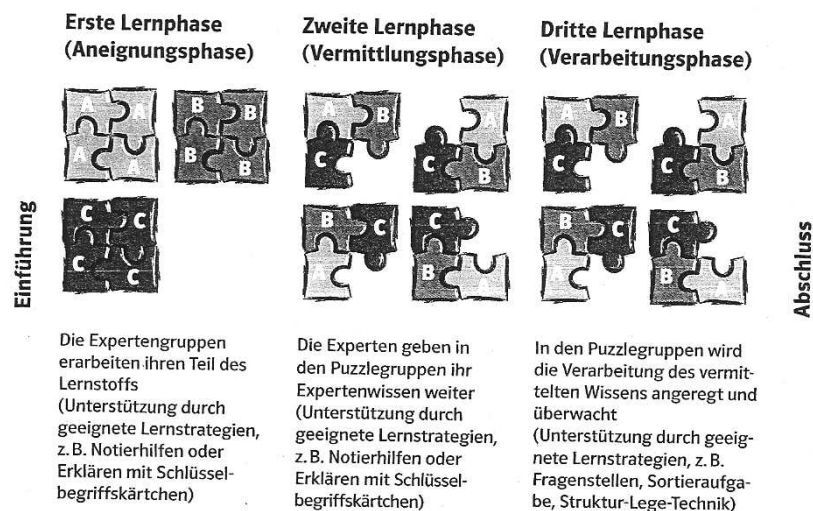 Einführung
Erste Lernphase
(Aneignungsphase)
A A
A A
B B
B B
C C
C C
Die Expertengruppen
erarbeiten ihren Teil des
Lernstoffs
(Unterstützung durch
geeignete Lernstrategien,
z. B. Notierhilfen oder
Erklären mit Schlüssel-
begriffskärtchen)
Zweite Lernphase
(Vermittlungsphase)
A B
C
A
C B
B C
A
C
B A
Die Experten geben in
den Puzzlegruppen ihr
Expertenwissen weiter
(Unterstützung durch
geeignete Lernstrategien,
z. B. Notierhilfen oder
Erklären mit Schlüssel-
begriffskärtchen)
Dritte Lernphase
(Verarbeitungsphase)
A B
C
A
C B
B C
A
C
B A
In den Puzzlegruppen wird
die Verarbeitung des vermit-
telten Wissens angeregt und
überwacht
(Unterstützung durch geeig-
nete Lernstrategien, z. B.
Fragenstellen, Sortieraufga-
be, Struktur-Lege-Technik)
Abschluss